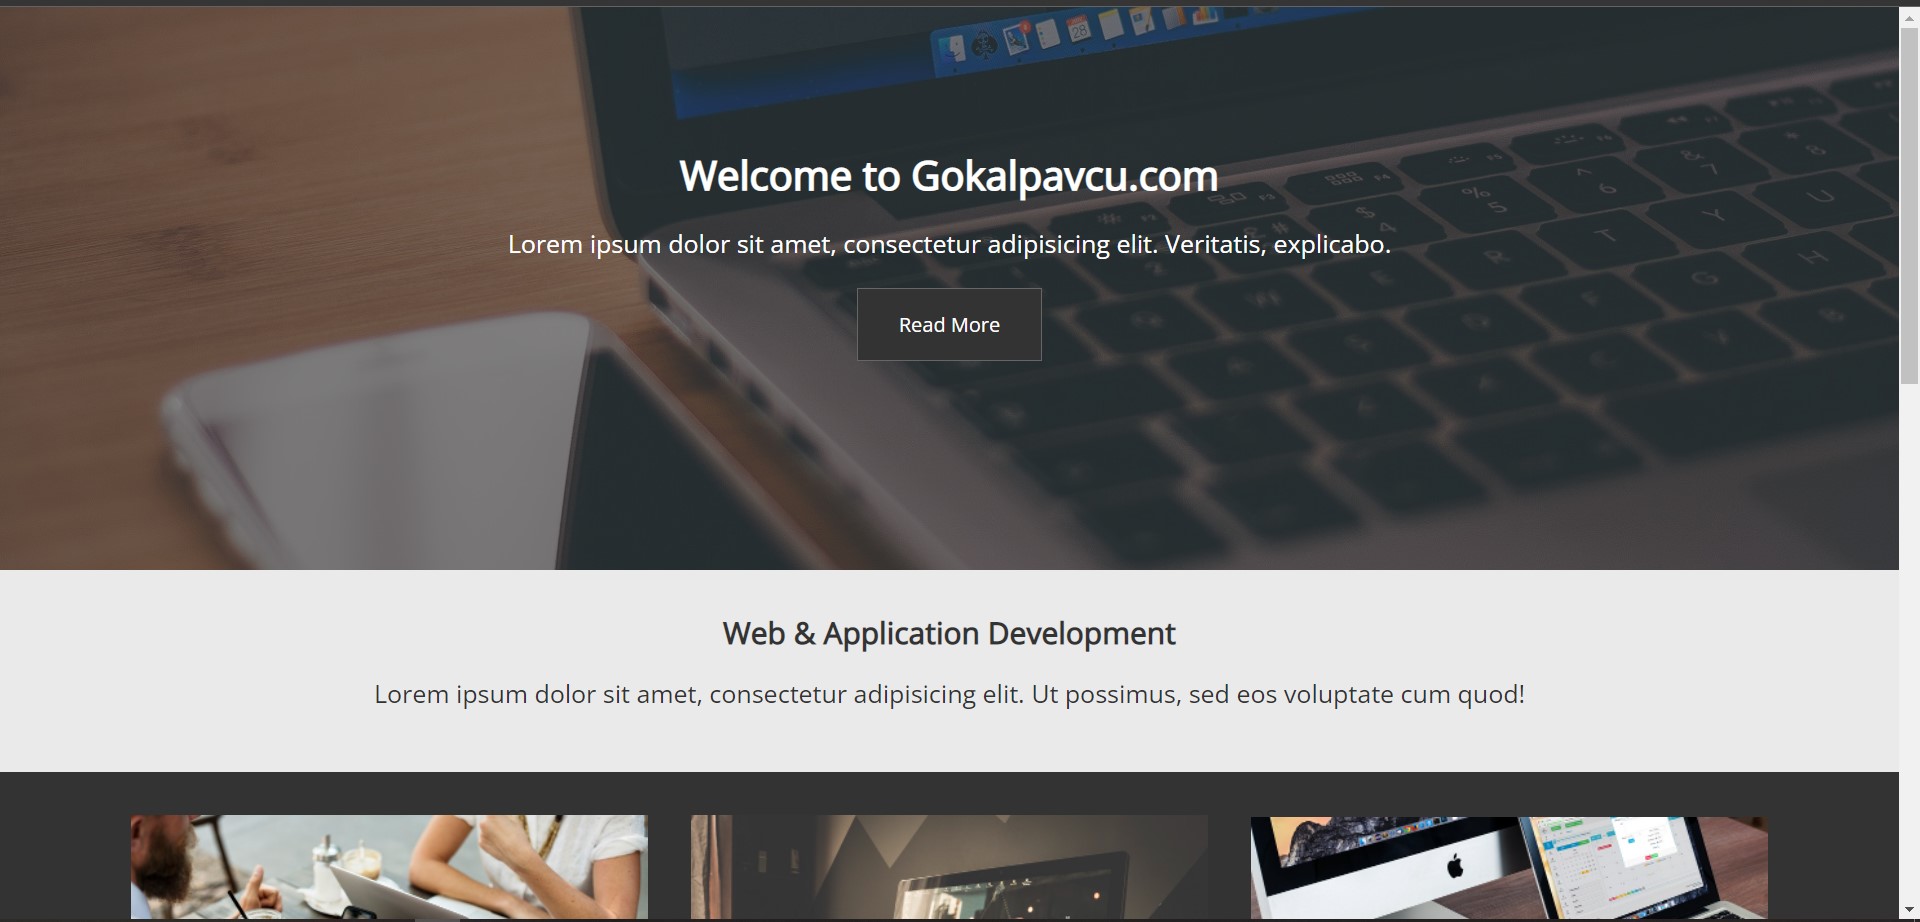 Welcome to Gokalpavcu.com
Lorem ipsum dolor sit amet, consectetur adipisicing elit. Veritatis, explicabo.
Read More
Web & Application Development
Lorem ipsum dolor sit amet, consectetur adipisicing elit. Ut possimus, sed eos voluptate cum quod!